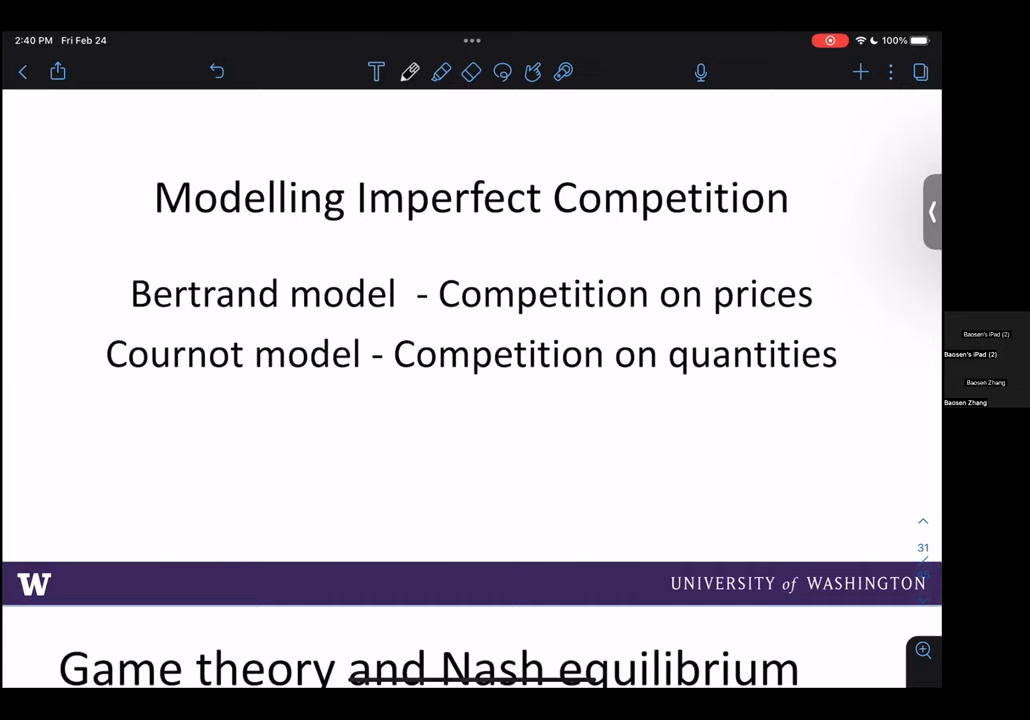 2:40 PM Fri Feb 24
100%
Modelling Imperfect Competition
Bertrand model - Competition on prices
Cournot model - Competition on quantities
Baosen's iPad (2)
Baosen's iPad (2)
Baosen Zhang
Baosen Zhang
31
W
UNIVERSITY of WASHINGTON
Game theory and Nash equilibrium